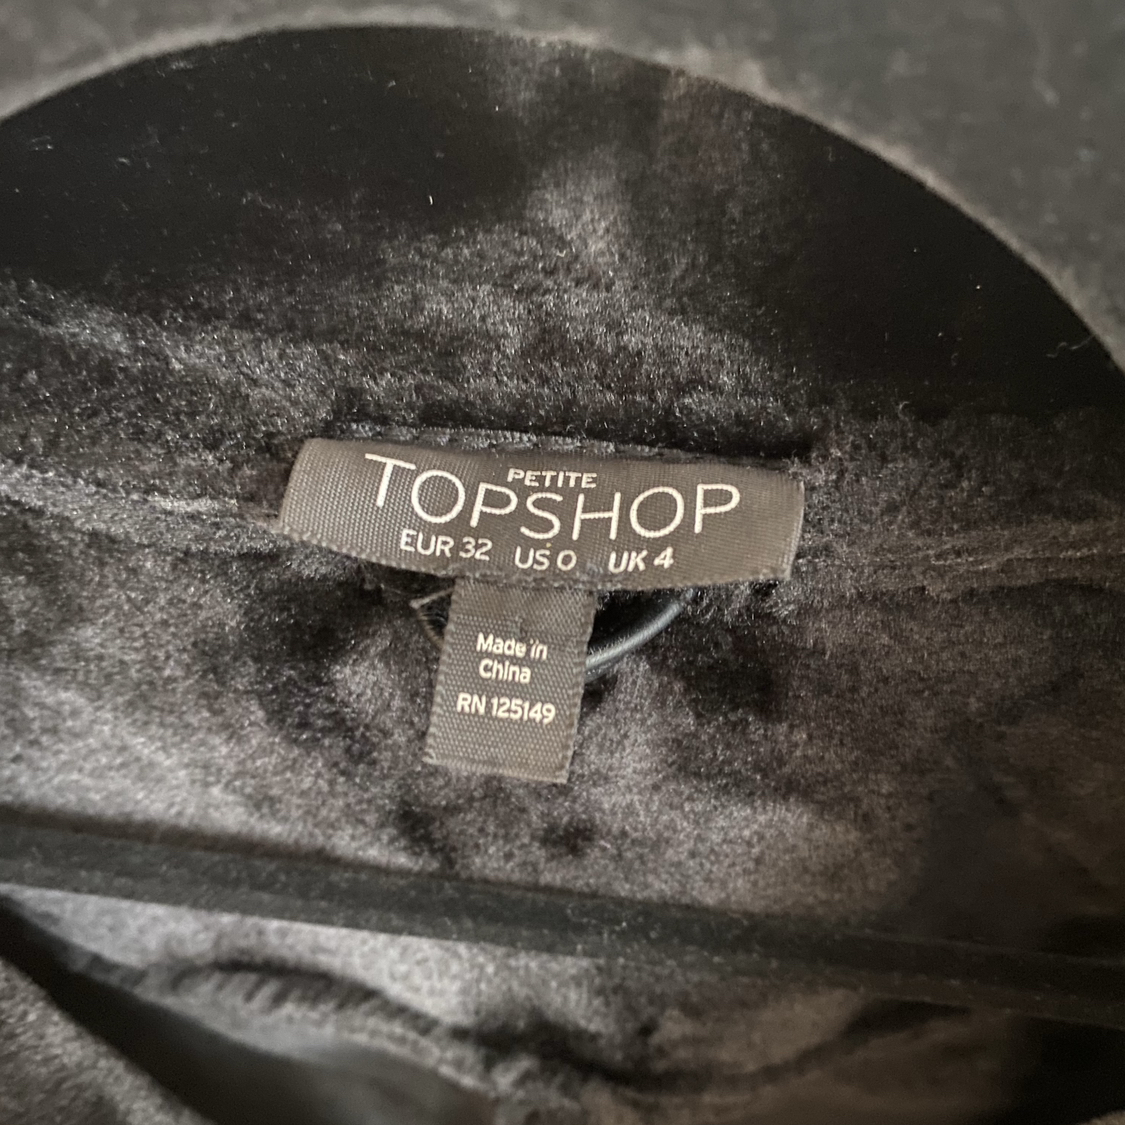 PETITE
TOPSHOP
EUR 32 US 0 UK 4
Made in
China
RN 125149